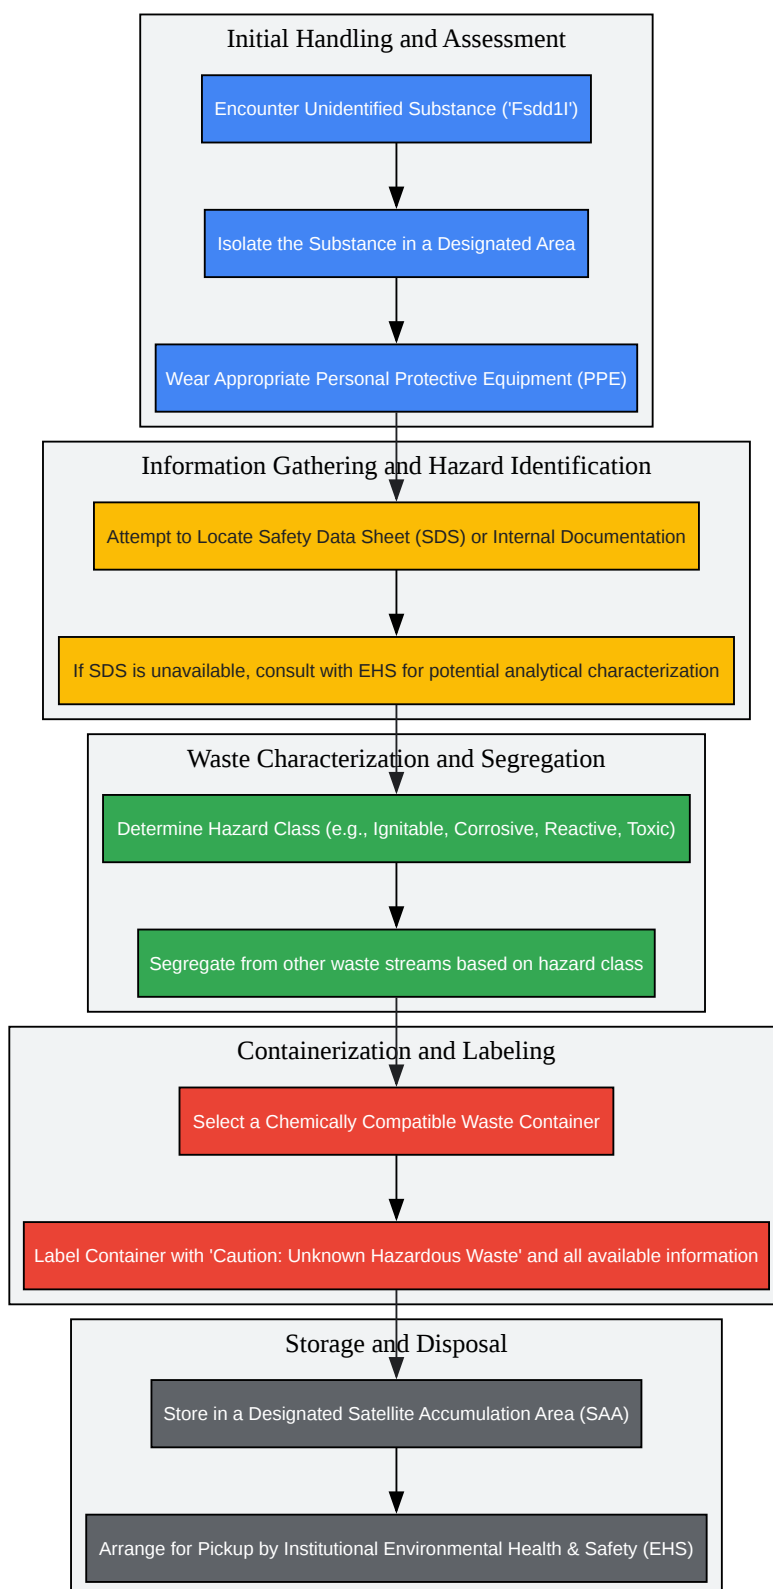 Initial Handling and Assessment
Encounter Unidentified Substance ('Fsdd1I')
Isolate the Substance in a Designated Area
Wear Appropriate Personal Protective Equipment (PPE)
Information Gathering and Hazard Identification
Attempt to Locate Safety Data Sheet (SDS) or Internal Documentation
If SDS is unavailable, consult with EHS for potential analytical characterization
Waste Characterization and Segregation
Determine Hazard Class (e.g., Ignitable, Corrosive, Reactive, Toxic)
Segregate from other waste streams based on hazard class
Containerization and Labeling
Select a Chemically Compatible Waste Container
Label Container with 'Caution: Unknown Hazardous Waste' and all available information
Storage and Disposal
Store in a Designated Satellite Accumulation Area (SAA)
Arrange for Pickup by Institutional Environmental Health & Safety (EHS)